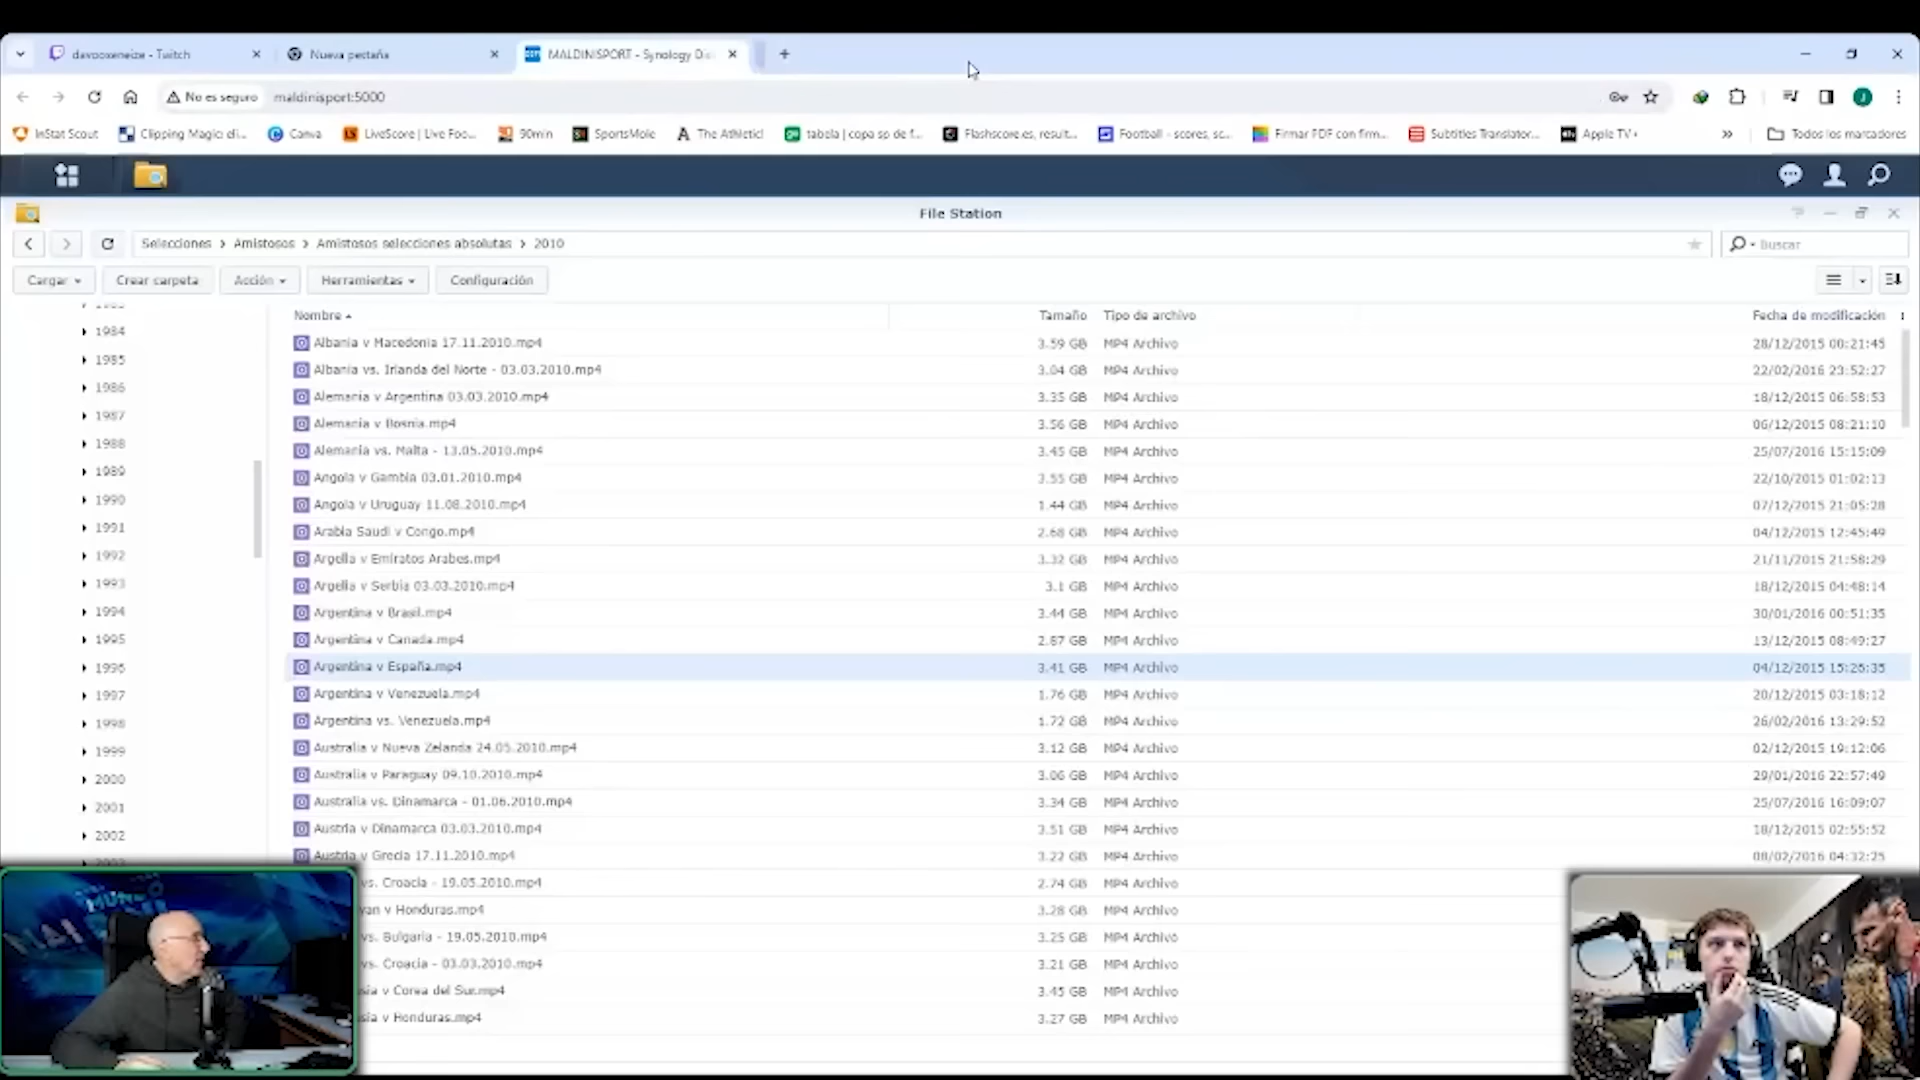 davooxeneize - Twitch
Nueva pestaña
MALDINISPORT - Synology Dis
No es seguro
maldinisport:5000
InStat Scout
Clipping Magic: eli...
Canva
LiveScore | Live Foo...
90min
SportsMole
The Athletic
tabela | copa sp de f...
Flashscore.es, result...
Football - scores, sc...
Firmar PDF con firm...
Subtitles Translator...
Apple TV+
»
Todos los marcadores
File Station
Selecciones › Amistosos › Amistosos selecciones absolutas › 2010
Buscar
Cargar
Crear carpeta
Acción
Herramientas
Configuración
Nombre
Tamaño
Tipo de archivo
Fecha de modificación
1984
1985
1986
1987
1988
1989
1990
1991
1992
1993
1994
1995
1996
1997
1998
1999
2000
2001
2002
Albania v Macedonia 17.11.2010.mp4 3.59 GB MP4 Archivo 28/12/2015 00:21:45
Albania vs. Irlanda del Norte - 03.03.2010.mp4 3.04 GB MP4 Archivo 22/02/2016 23:52:27
Alemania v Argentina 03.03.2010.mp4 3.35 GB MP4 Archivo 18/12/2015 06:58:53
Alemania v Bosnia.mp4 3.56 GB MP4 Archivo 06/12/2015 08:21:10
Alemania vs. Malta - 13.05.2010.mp4 3.45 GB MP4 Archivo 25/07/2016 15:15:09
Angola v Gambia 03.01.2010.mp4 3.55 GB MP4 Archivo 22/10/2015 01:02:13
Angola v Uruguay 11.08.2010.mp4 1.44 GB MP4 Archivo 07/12/2015 21:05:28
Arabia Saudi v Congo.mp4 2.68 GB MP4 Archivo 04/12/2015 12:45:49
Argelia v Emiratos Arabes.mp4 3.32 GB MP4 Archivo 21/11/2015 21:58:29
Argelia v Serbia 03.03.2010.mp4 3.1 GB MP4 Archivo 18/12/2015 04:48:14
Argentina v Brasil.mp4 3.44 GB MP4 Archivo 30/01/2016 00:51:35
Argentina v Canada.mp4 2.87 GB MP4 Archivo 13/12/2015 08:49:27
Argentina v España.mp4 3.41 GB MP4 Archivo 04/12/2015 15:26:35
Argentina v Venezuela.mp4 1.76 GB MP4 Archivo 20/12/2015 03:18:12
Argentina vs. Venezuela.mp4 1.72 GB MP4 Archivo 26/02/2016 13:29:52
Australia v Nueva Zelanda 24.05.2010.mp4 3.12 GB MP4 Archivo 02/12/2015 19:12:06
Australia v Paraguay 09.10.2010.mp4 3.06 GB MP4 Archivo 29/01/2016 22:57:49
Australia vs. Dinamarca - 01.06.2010.mp4 3.34 GB MP4 Archivo 25/07/2016 16:09:07
Austria v Dinamarca 03.03.2010.mp4 3.51 GB MP4 Archivo 18/12/2015 02:55:52
Austria v Grecia 17.11.2010.mp4 3.22 GB MP4 Archivo 08/02/2016 04:32:25
vs. Croacia - 19.05.2010.mp4 2.74 GB MP4 Archivo
v Honduras.mp4 3.28 GB MP4 Archivo
vs. Bulgaria - 19.05.2010.mp4 3.25 GB MP4 Archivo
vs. Croacia - 03.03.2010.mp4 3.21 GB MP4 Archivo
v Corea del Sur.mp4 3.45 GB MP4 Archivo
v Honduras.mp4 3.27 GB MP4 Archivo
MUNDO